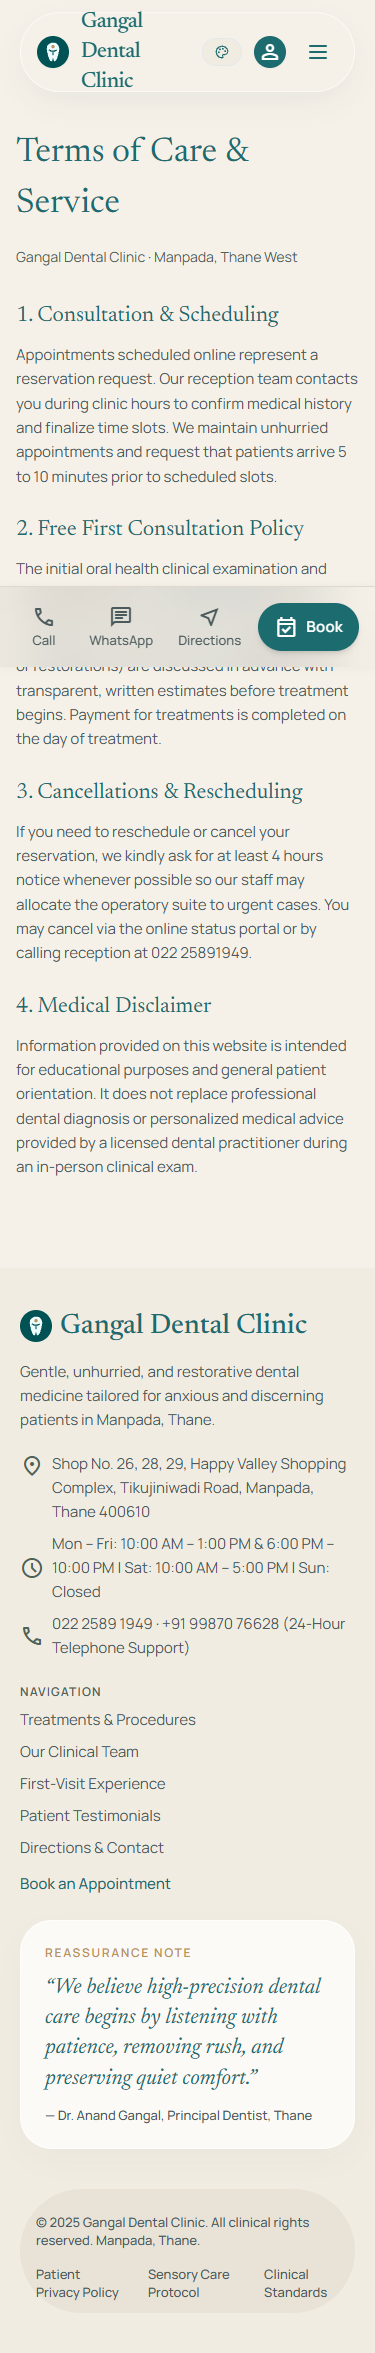 Gangal
Dental
Clinic
Terms of Care &
Service
Gangal Dental Clinic · Manpada, Thane West
1. Consultation & Scheduling
Appointments scheduled online represent a
reservation request. Our reception team contacts
you during clinic hours to confirm medical history
and finalize time slots. We maintain unhurried
appointments and request that patients arrive 5
to 10 minutes prior to scheduled slots.
2. Free First Consultation Policy
The initial oral health clinical examination and
Call
WhatsApp
Directions
Book
of restorations) are discussed in advance with
transparent, written estimates before treatment
begins. Payment for treatments is completed on
the day of treatment.
3. Cancellations & Rescheduling
If you need to reschedule or cancel your
reservation, we kindly ask for at least 4 hours
notice whenever possible so our staff may
allocate the operatory suite to urgent cases. You
may cancel via the online status portal or by
calling reception at 022 25891949.
4. Medical Disclaimer
Information provided on this website is intended
for educational purposes and general patient
orientation. It does not replace professional
dental diagnosis or personalized medical advice
provided by a licensed dental practitioner during
an in-person clinical exam.
Gangal Dental Clinic
Gentle, unhurried, and restorative dental
medicine tailored for anxious and discerning
patients in Manpada, Thane.
Shop No. 26, 28, 29, Happy Valley Shopping
Complex, Tikujiniwadi Road, Manpada,
Thane 400610
Mon – Fri: 10:00 AM – 1:00 PM & 6:00 PM –
10:00 PM | Sat: 10:00 AM – 5:00 PM | Sun:
Closed
022 2589 1949 · +91 99870 76628 (24-Hour
Telephone Support)
NAVIGATION
Treatments & Procedures
Our Clinical Team
First-Visit Experience
Patient Testimonials
Directions & Contact
Book an Appointment
REASSURANCE NOTE
“We believe high-precision dental
care begins by listening with
patience, removing rush, and
preserving quiet comfort.”
— Dr. Anand Gangal, Principal Dentist, Thane
© 2025 Gangal Dental Clinic. All clinical rights
reserved. Manpada, Thane.
Patient
Privacy Policy
Sensory Care
Protocol
Clinical
Standards